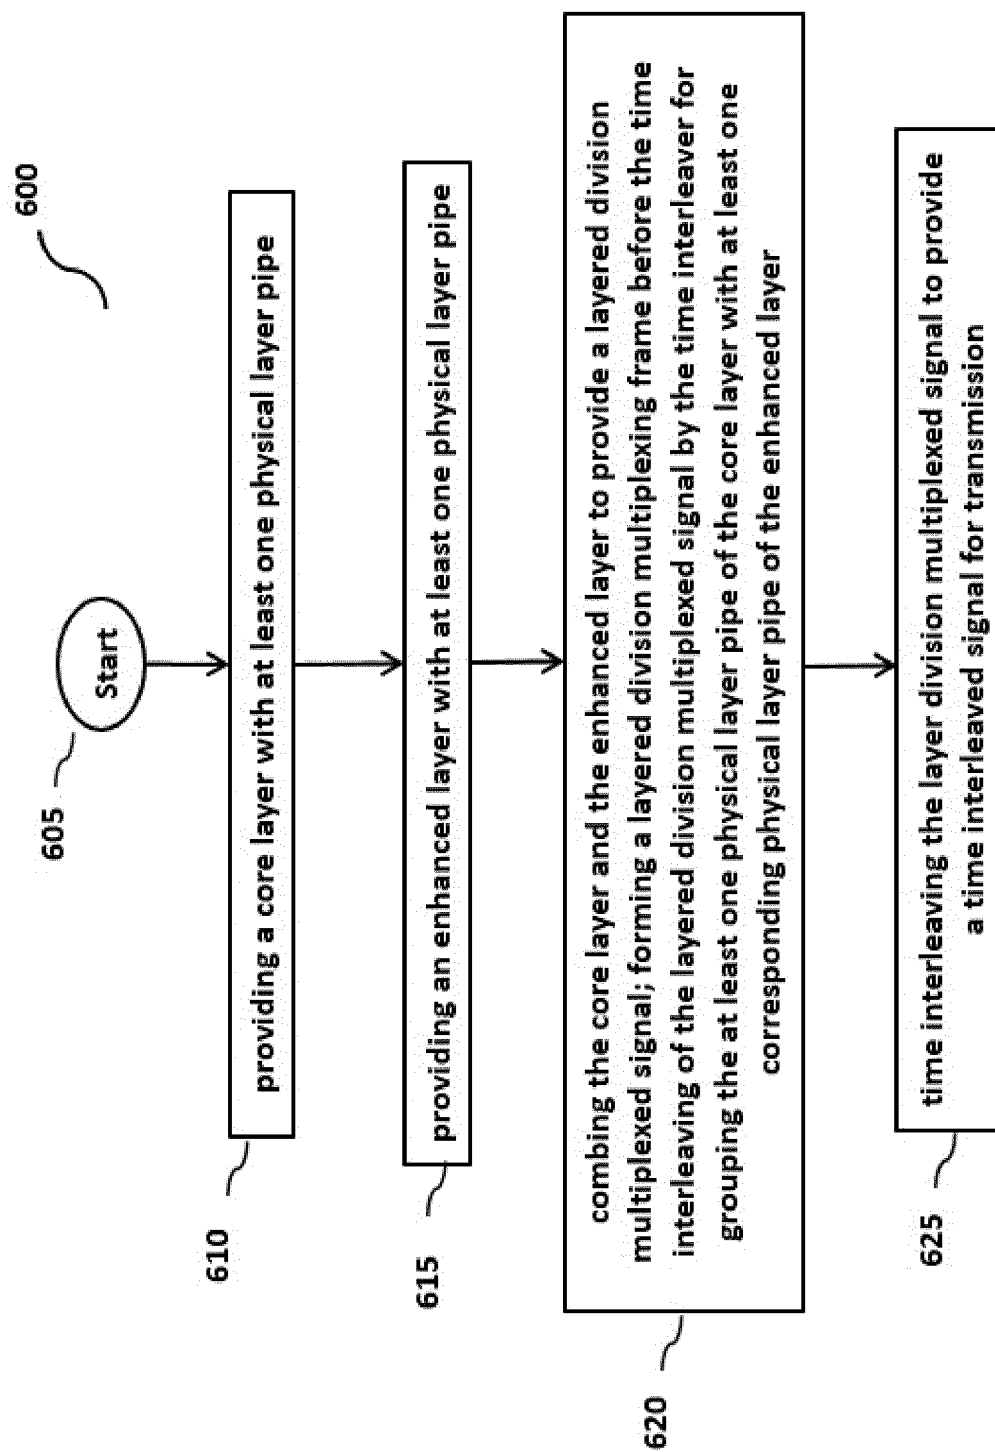 600
605
Start
610
providing a core layer with at least one physical layer pipe
615
providing an enhanced layer with at least one physical layer pipe
620
combing the core layer and the enhanced layer to provide a layered division
multiplexed signal; forming a layered division multiplexing frame before the time
interleaving of the layered division multiplexed signal by the time interleaver for
grouping the at least one physical layer pipe of the core layer with at least one
corresponding physical layer pipe of the enhanced layer
625
time interleaving the layer division multiplexed signal to provide
a time interleaved signal for transmission